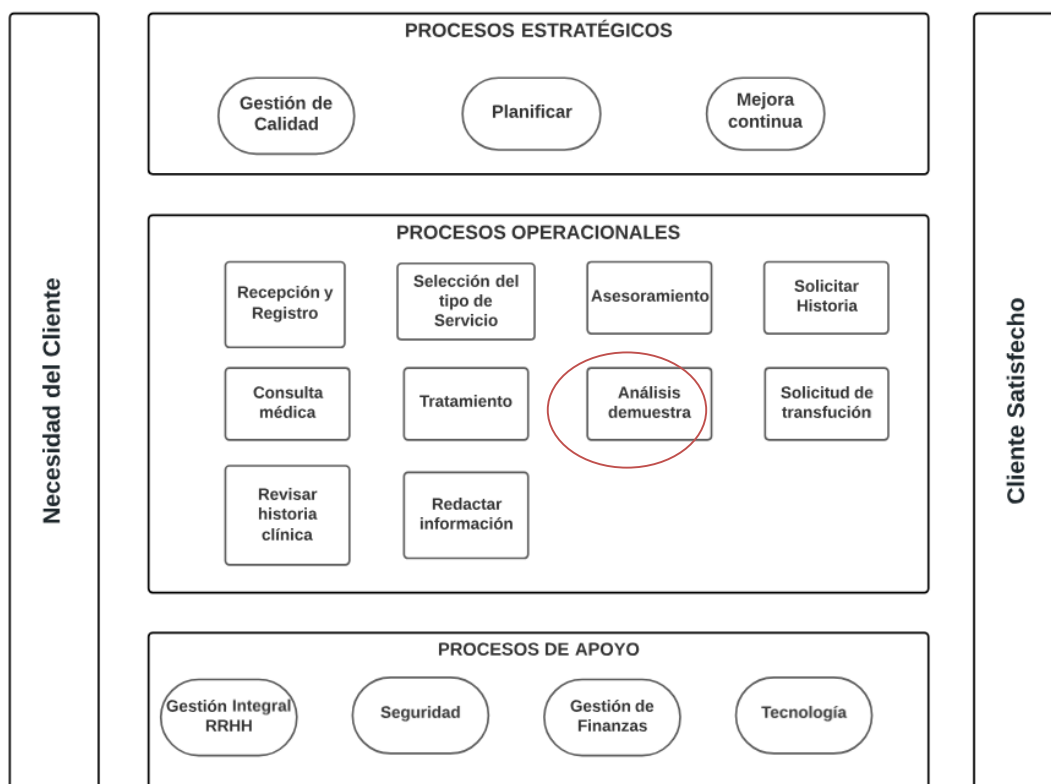 PROCESOS ESTRATÉGICOS
Gestión de
Calidad
Planificar
Mejora
continua
Necesidad del Cliente
PROCESOS OPERACIONALES
Recepción y
Registro
Selección del
tipo de
Servicio
Asesoramiento
Solicitar
Historia
Consulta
médica
Tratamiento
Análisis
demuestra
Solicitud de
transfución
Revisar
historia
clínica
Redactar
información
Cliente Satisfecho
PROCESOS DE APOYO
Gestión Integral
RRHH
Seguridad
Gestión de
Finanzas
Tecnología